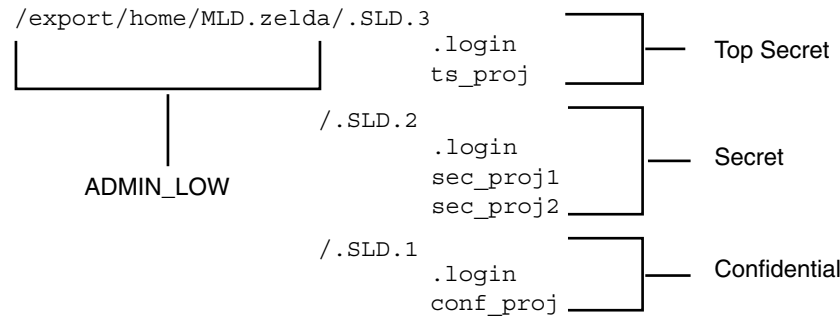 /export/home/MLD.zelda/.SLD.3
.login
ts_proj
Top Secret
/.SLD.2
.login
sec_proj1
sec_proj2
Secret
ADMIN_LOW
/.SLD.1
.login
conf_proj
Confidential